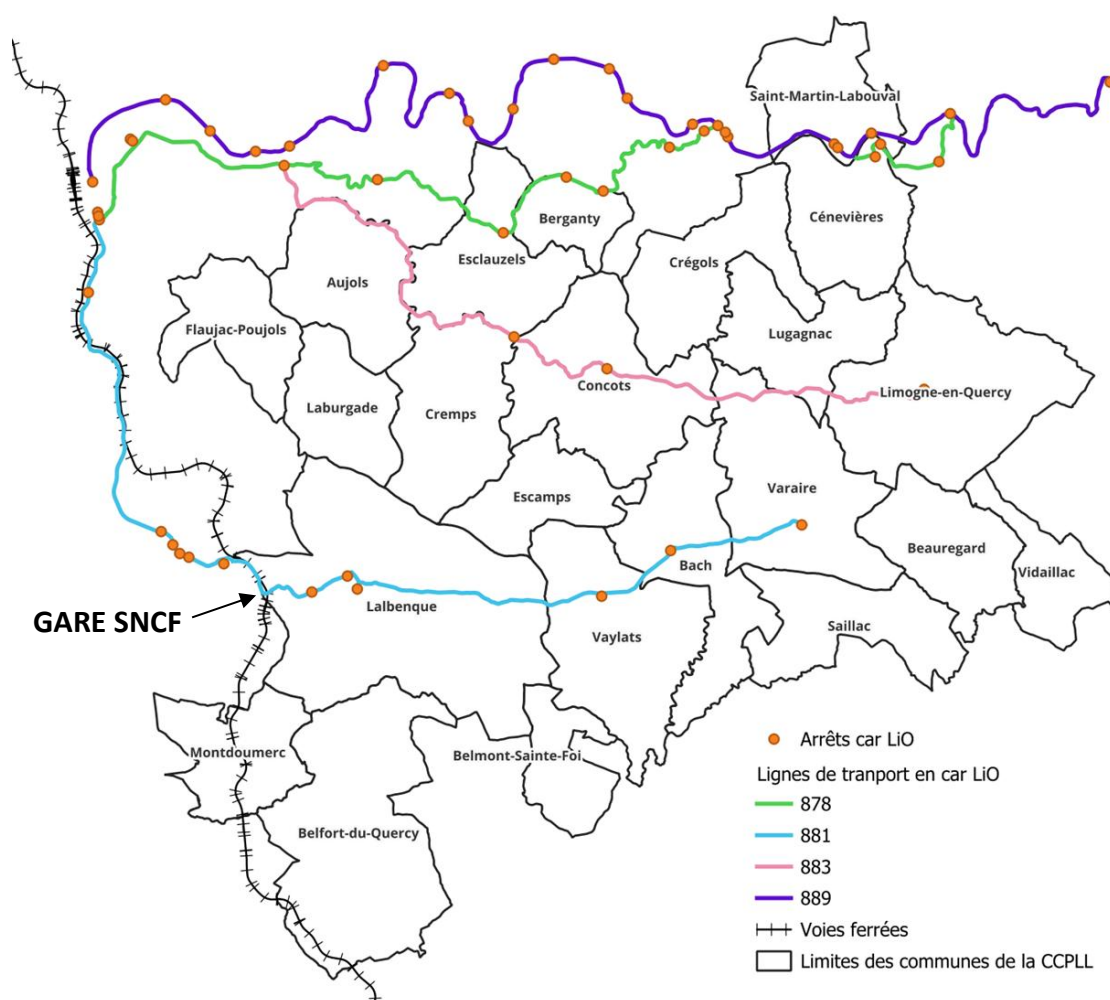 Saint-Martin-Labouval
Berganty
Cénevières
Esclauzels
Crégols
Aujols
Flaujac-Poujols
Lugagnac
Concots
Limogne-en-Quercy
Laburgade
Cremps
Escamps
Varaire
Beauregard
Bach
Vidaillac
Lalbenque
GARE SNCF
Saillac
Vaylats
Montdoumerc
Belmont-Sainte-Foi
Belfort-du-Quercy
Arrêts car LiO
Lignes de tranport en car LiO
878
881
883
889
Voies ferrées
Limites des communes de la CCPLL